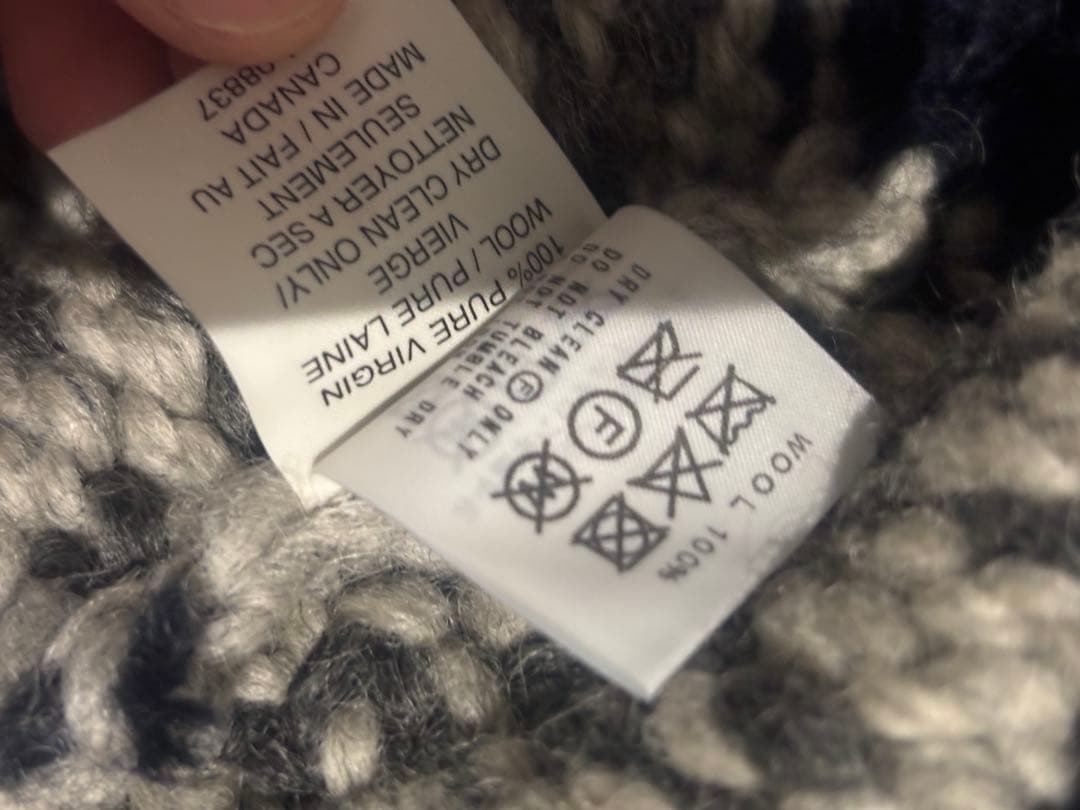 100% PURE VIRGIN
WOOL / PURE LAINE
VIERGE
DRY CLEAN ONLY/
NETTOYER A SEC
SEULEMENT
MADE IN / FAIT AU
CANADA
WOOL 100%
F W
DRY CLEAN Ⓕ ONLY
DO NOT BLEACH
DO NOT TUMBLE DRY